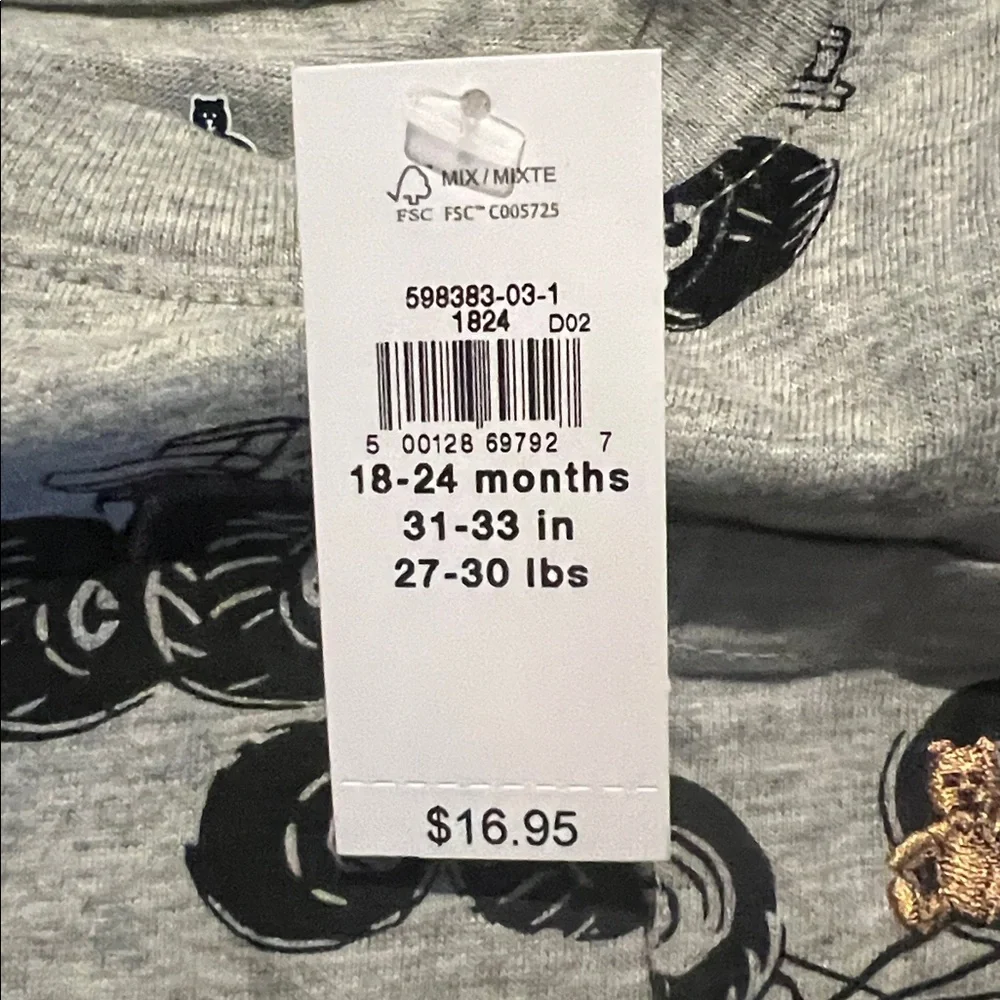 MIX / MIXTE
FSC FSC™ C005725
598383-03-1
1824 D02
5 00128 69792 7
18-24 months
31-33 in
27-30 lbs
$16.95